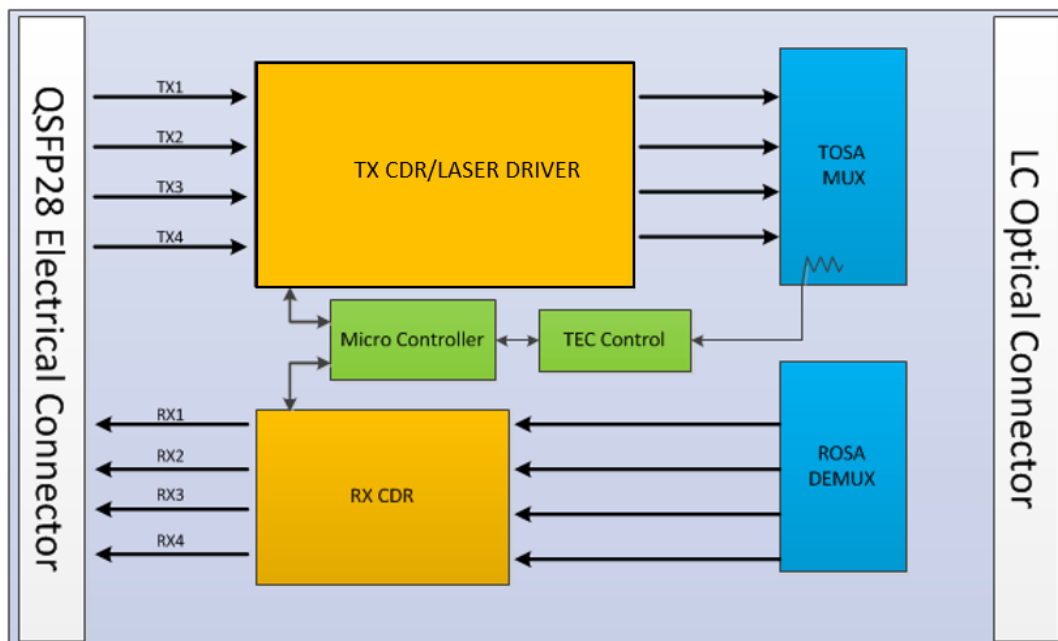 QSFP28 Electrical Connector
TX1
TX2
TX3
TX4
TX CDR/LASER DRIVER
TOSA
MUX
LC Optical Connector
Micro Controller
TEC Control
RX1
RX2
RX3
RX4
RX CDR
ROSA
DEMUX